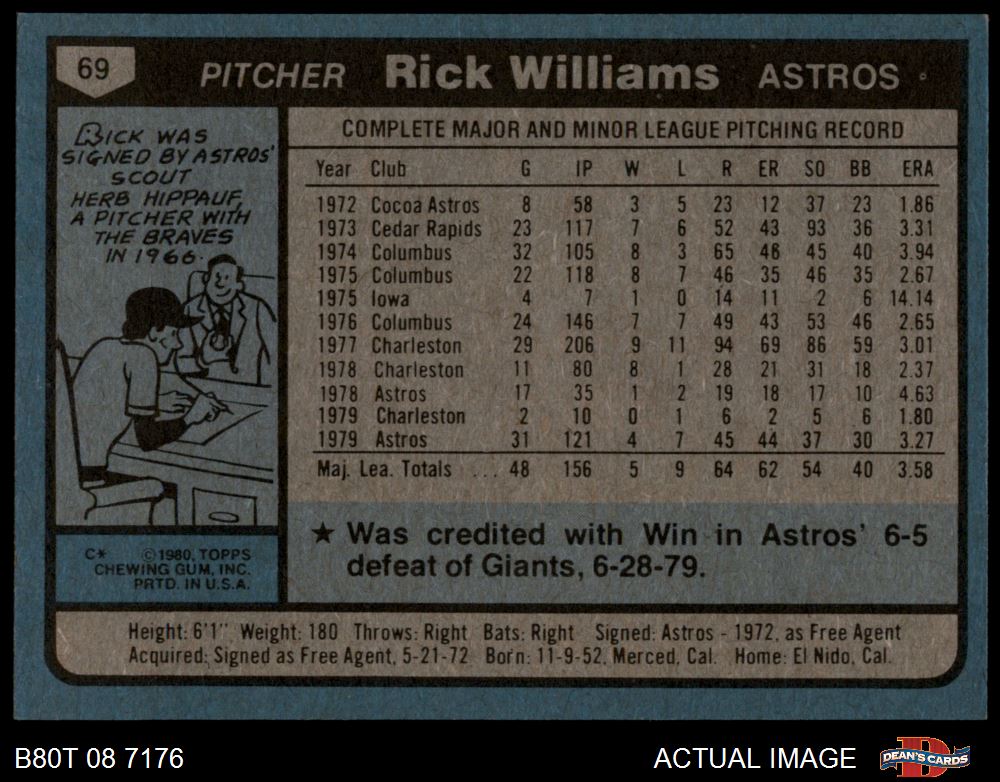 69 PITCHER Rick Williams ASTROS
RICK WAS
SIGNED BY ASTROS'
SCOUT
HERB HIPPAUF,
A PITCHER WITH
THE BRAVES
IN 1966.
C* ©1980, TOPPS
CHEWING GUM, INC.
PRTD. IN U.S.A.
COMPLETE MAJOR AND MINOR LEAGUE PITCHING RECORD
Year Club G IP W L R ER SO BB ERA
1972 Cocoa Astros 8 58 3 5 23 12 37 23 1.86
1973 Cedar Rapids 23 117 7 6 52 43 93 36 3.31
1974 Columbus 32 105 8 3 65 46 45 40 3.94
1975 Columbus 22 118 8 7 46 35 46 35 2.67
1975 Iowa 4 7 1 0 14 11 2 6 14.14
1976 Columbus 24 146 7 7 49 43 53 46 2.65
1977 Charleston 29 206 9 11 94 69 86 59 3.01
1978 Charleston 11 80 8 1 28 21 31 18 2.37
1978 Astros 17 35 1 2 19 18 17 10 4.63
1979 Charleston 2 10 0 1 6 2 5 6 1.80
1979 Astros 31 121 4 7 45 44 37 30 3.27
Maj. Lea. Totals ... 48 156 5 9 64 62 54 40 3.58
★ Was credited with Win in Astros' 6-5
defeat of Giants, 6-28-79.
Height: 6'1" Weight: 180 Throws: Right Bats: Right Signed: Astros - 1972, as Free Agent
Acquired: Signed as Free Agent, 5-21-72 Born: 11-9-52, Merced, Cal. Home: El Nido, Cal.
B80T 08 7176 ACTUAL IMAGE D DEAN'S CARDS